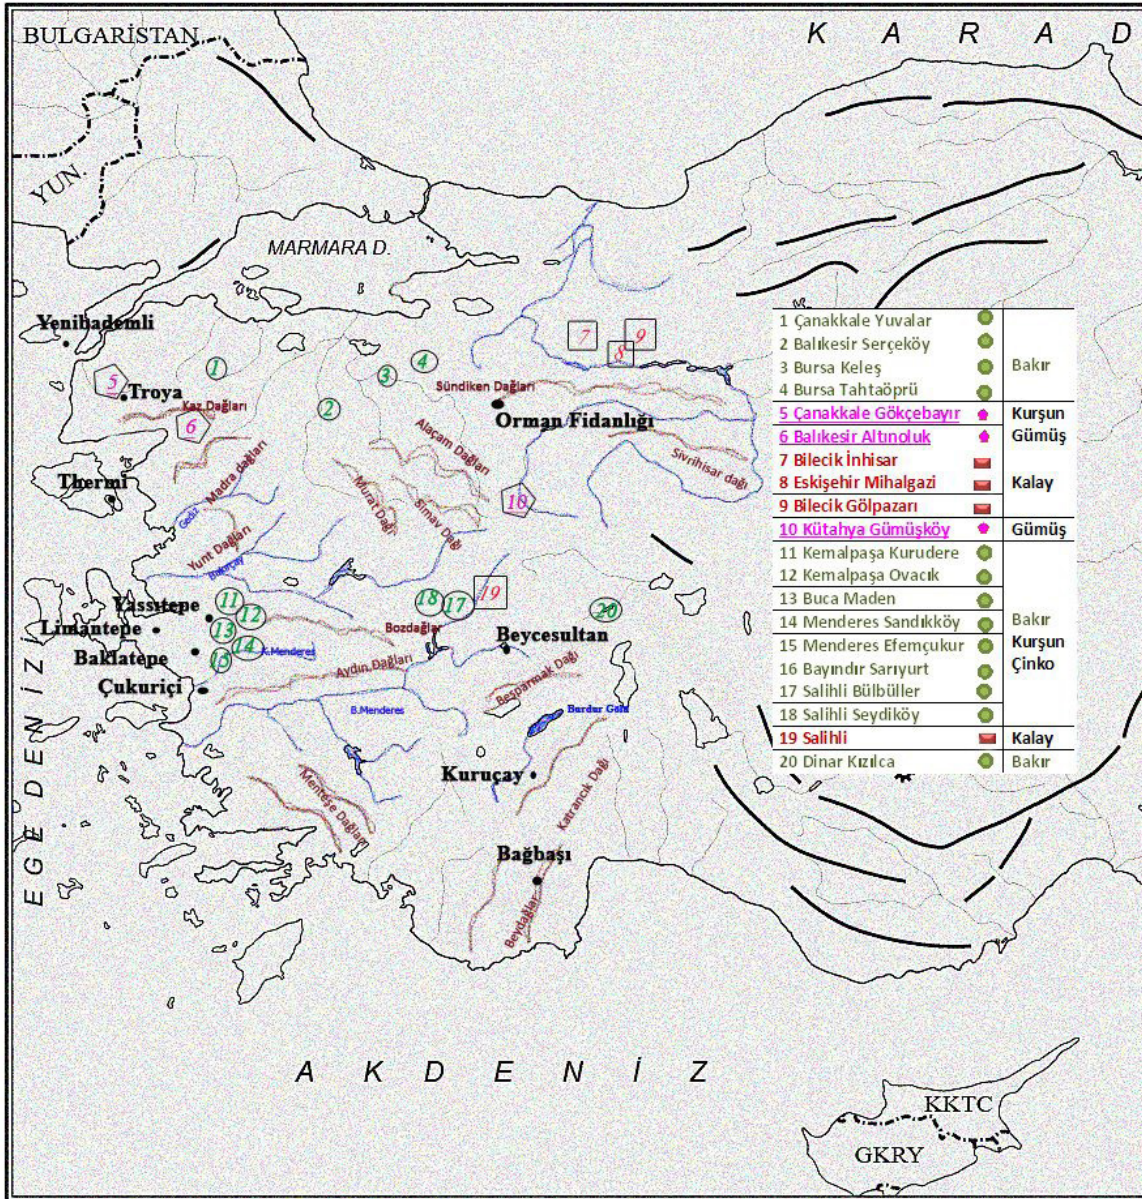 BULGARİSTAN
K A R A D
YUN.
MARMARA D.
Yenibademli
1
3
4
7
8
9
5
Troya
Kaz Dağları
6
2
Sündiken Dağları
Orman Fidanlığı
Alaçam Dağları
Sivrihisar dağı
Madra dağları
Thermi
Gediz
Murat Dağı
Simav Dağı
10
Yunt Dağları
Bakırçay
Yassıtepe
11
12
18
17
19
20
Limantepe
13
14
K.Menderes
Bozdağlar
Beycesultan
Baklatepe
15
Aydın Dağları
Beşparmak Dağı
Çukuriçi
B.Menderes
Burdur Gölü
Kuruçay
Menteşe Dağları
Katrancık Dağı
Bağbaşı
Beydağlar
EGE DENİZİ
A K D E N İ Z
KKTC
GKRY
1 Çanakkale Yuvalar
2 Balıkesir Serçeköy
3 Bursa Keleş
Bakır
4 Bursa Tahtaöprü
5 Çanakkale Gökçebayır
Kurşun
6 Balıkesir Altınoluk
Gümüş
7 Bilecik İnhisar
8 Eskişehir Mihalgazi
Kalay
9 Bilecik Gölpazarı
10 Kütahya Gümüşköy
Gümüş
11 Kemalpaşa Kurudere
12 Kemalpaşa Ovacık
13 Buca Maden
14 Menderes Sandıkköy
Bakır
15 Menderes Efemçukur
Kurşun
16 Bayındır Sarıyurt
Çinko
17 Salihli Bülbüller
18 Salihli Seydiköy
19 Salihli
Kalay
20 Dinar Kızılca
Bakır